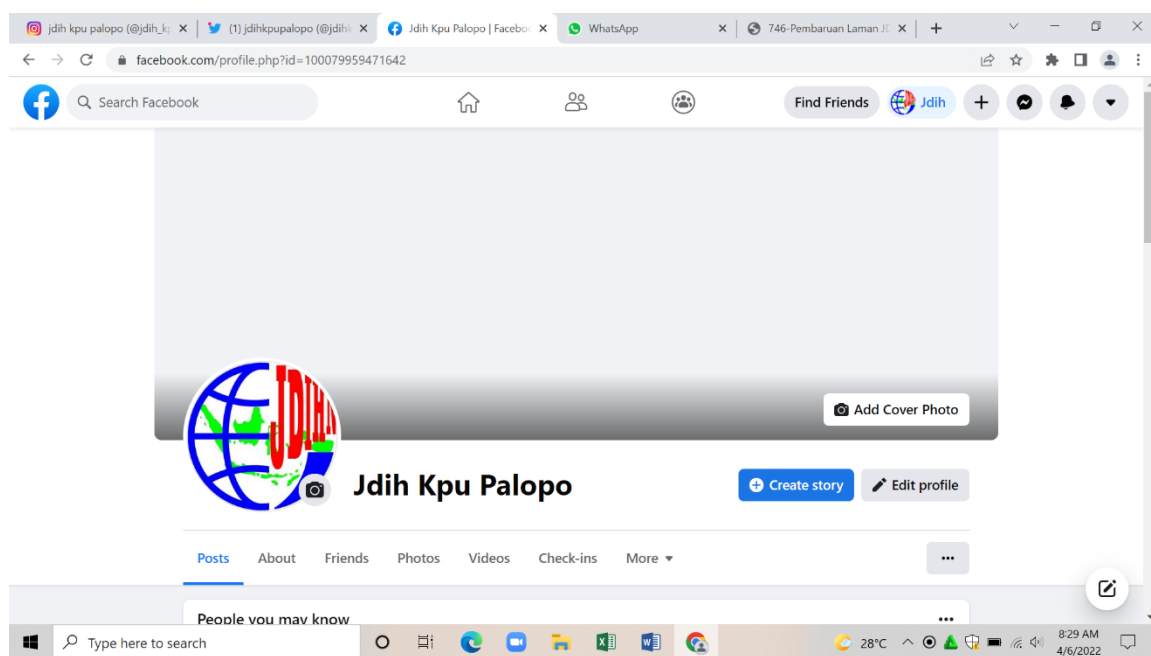 jdih kpu palopo (@jdih_k
(1) jdihkpupalopo (@jdihk
Jdih Kpu Palopo | Faceboo
WhatsApp
746-Pembaruan Laman JD
facebook.com/profile.php?id=100079959471642
Search Facebook
Find Friends
Jdih
JDIHN
Add Cover Photo
Jdih Kpu Palopo
Create story
Edit profile
Posts About Friends Photos Videos Check-ins More
People you may know
Type here to search
28°C
8:29 AM
4/6/2022